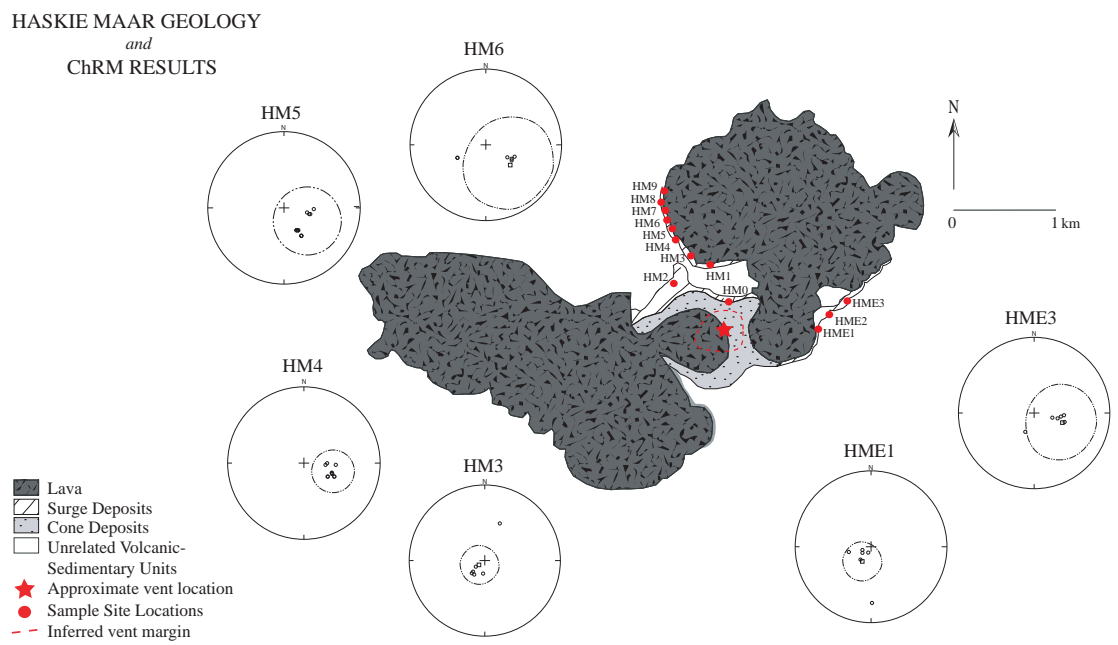 HASKIE MAAR GEOLOGY
and
ChRM RESULTS
HM6
N
HM5
N
N
0
1 km
HM9
HM8
HM7
HM6
HM5
HM4
HM3
HM1
HM2
HM0
HME3
HME2
HME1
HME3
N
HM4
N
HM3
N
HME1
N
Lava
Surge Deposits
Cone Deposits
Unrelated Volcanic-
Sedimentary Units
Approximate vent location
Sample Site Locations
Inferred vent margin